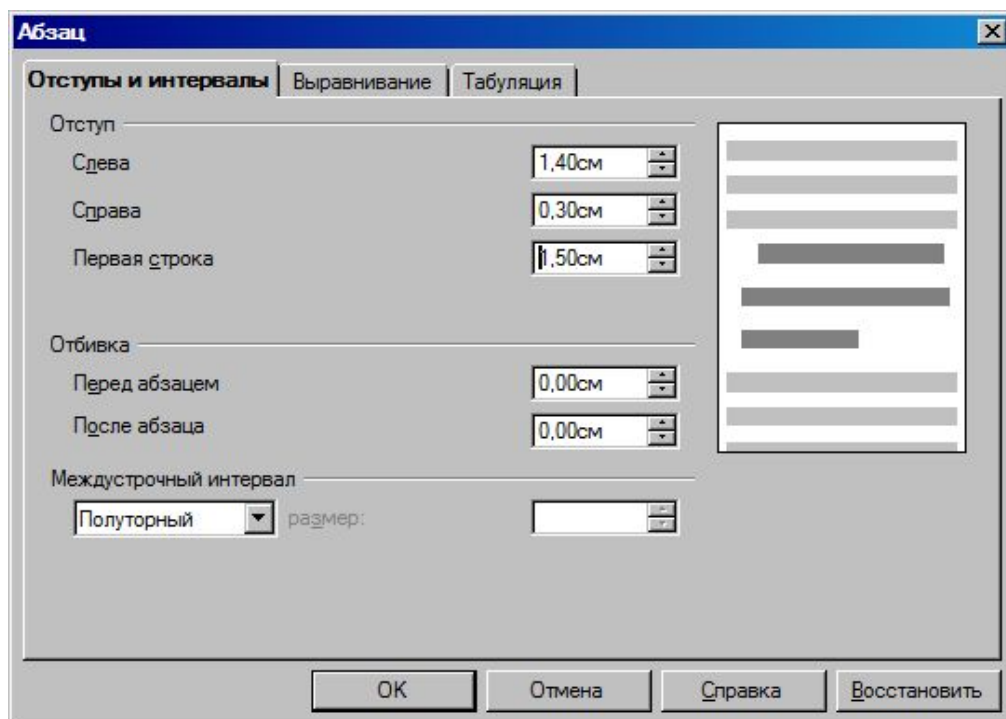 Абзац
Отступы и интервалы Выравнивание Табуляция
Отступ
Слева 1,40см
Справа 0,30см
Первая строка 1,50см
Отбивка
Перед абзацем 0,00см
После абзаца 0,00см
Междустрочный интервал
Полуторный размер:
OK Отмена Справка Восстановить